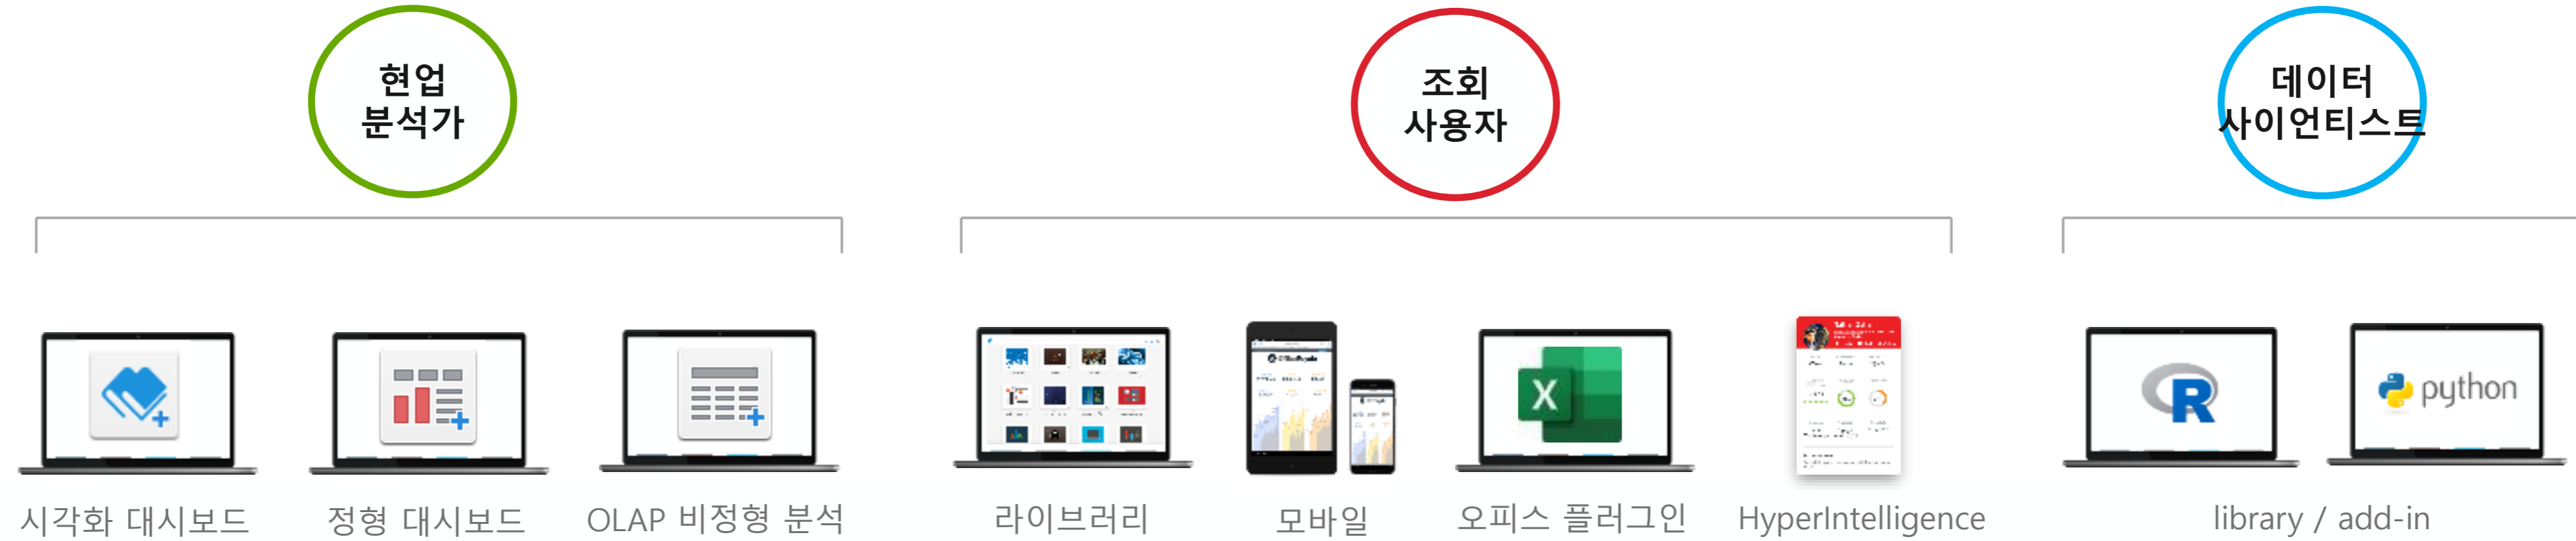 현업
분석가
조회
사용자
데이터
사이언티스트
X
R
python
시각화 대시보드
정형 대시보드
OLAP 비정형 분석
라이브러리
모바일
오피스 플러그인
HyperIntelligence
library / add-in